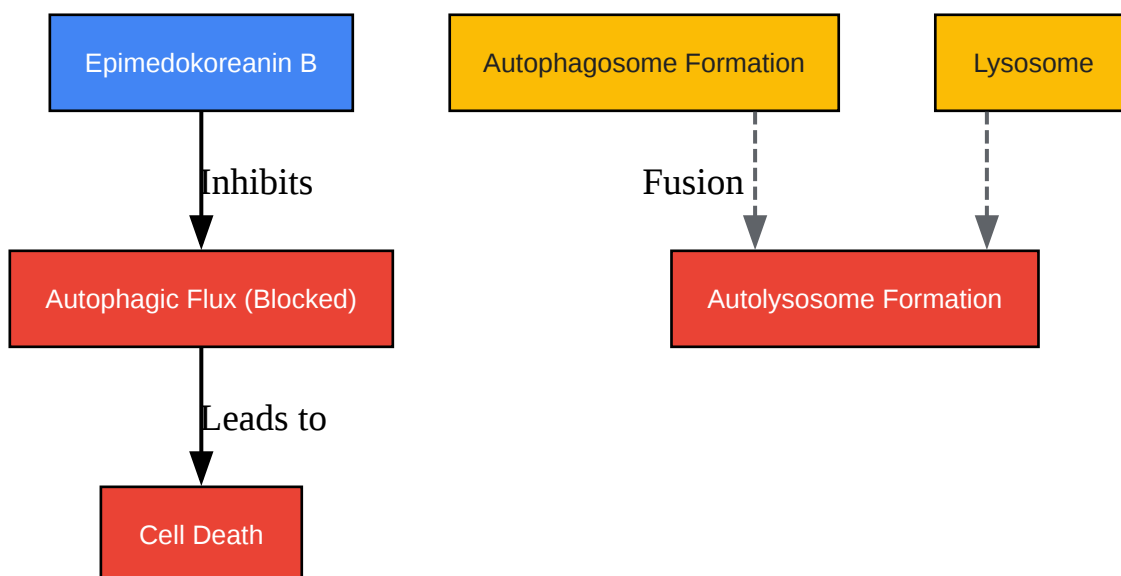 Epimedokoreanin B
Autophagosome Formation
Lysosome
Inhibits
Fusion
Autophagic Flux (Blocked)
Autolysosome Formation
Leads to
Cell Death